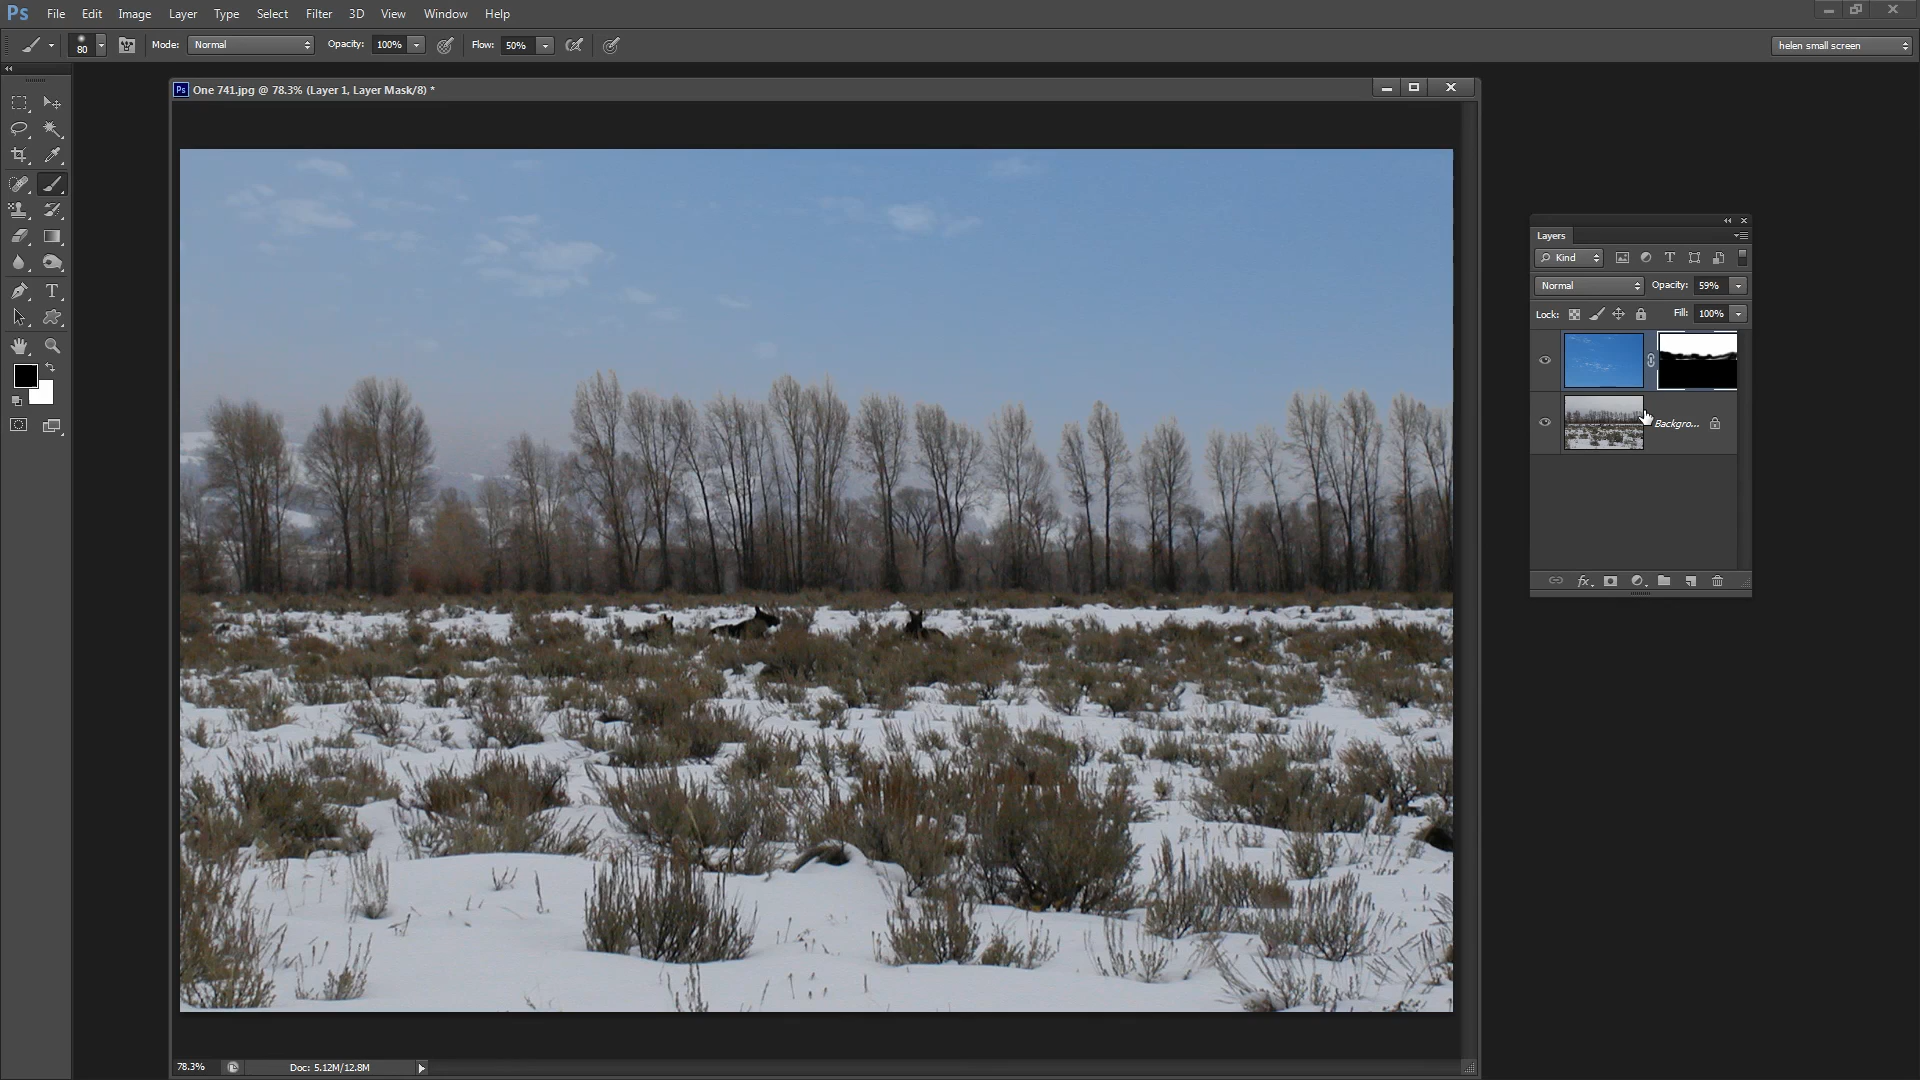 Ps File Edit Image Layer Type Select Filter 3D View Window Help
80 Mode: Normal Opacity: 100% Flow: 50% helen small screen
Ps One 741.jpg @ 78.3% (Layer 1, Layer Mask/8) *
Layers
Kind
Normal Opacity: 59%
Lock: Fill: 100%
Backgro...
fx
78.3% Doc: 5.12M/12.8M